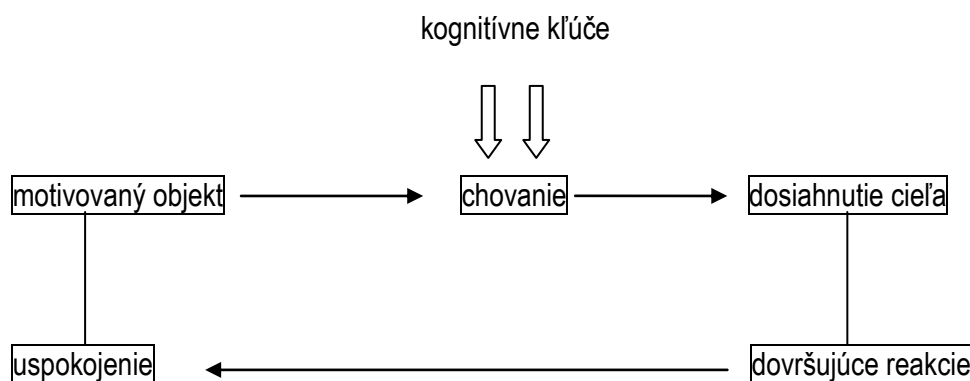 kognitívne kľúče
motivovaný objekt
chovanie
dosiahnutie cieľa
uspokojenie
dovršujúce reakcie